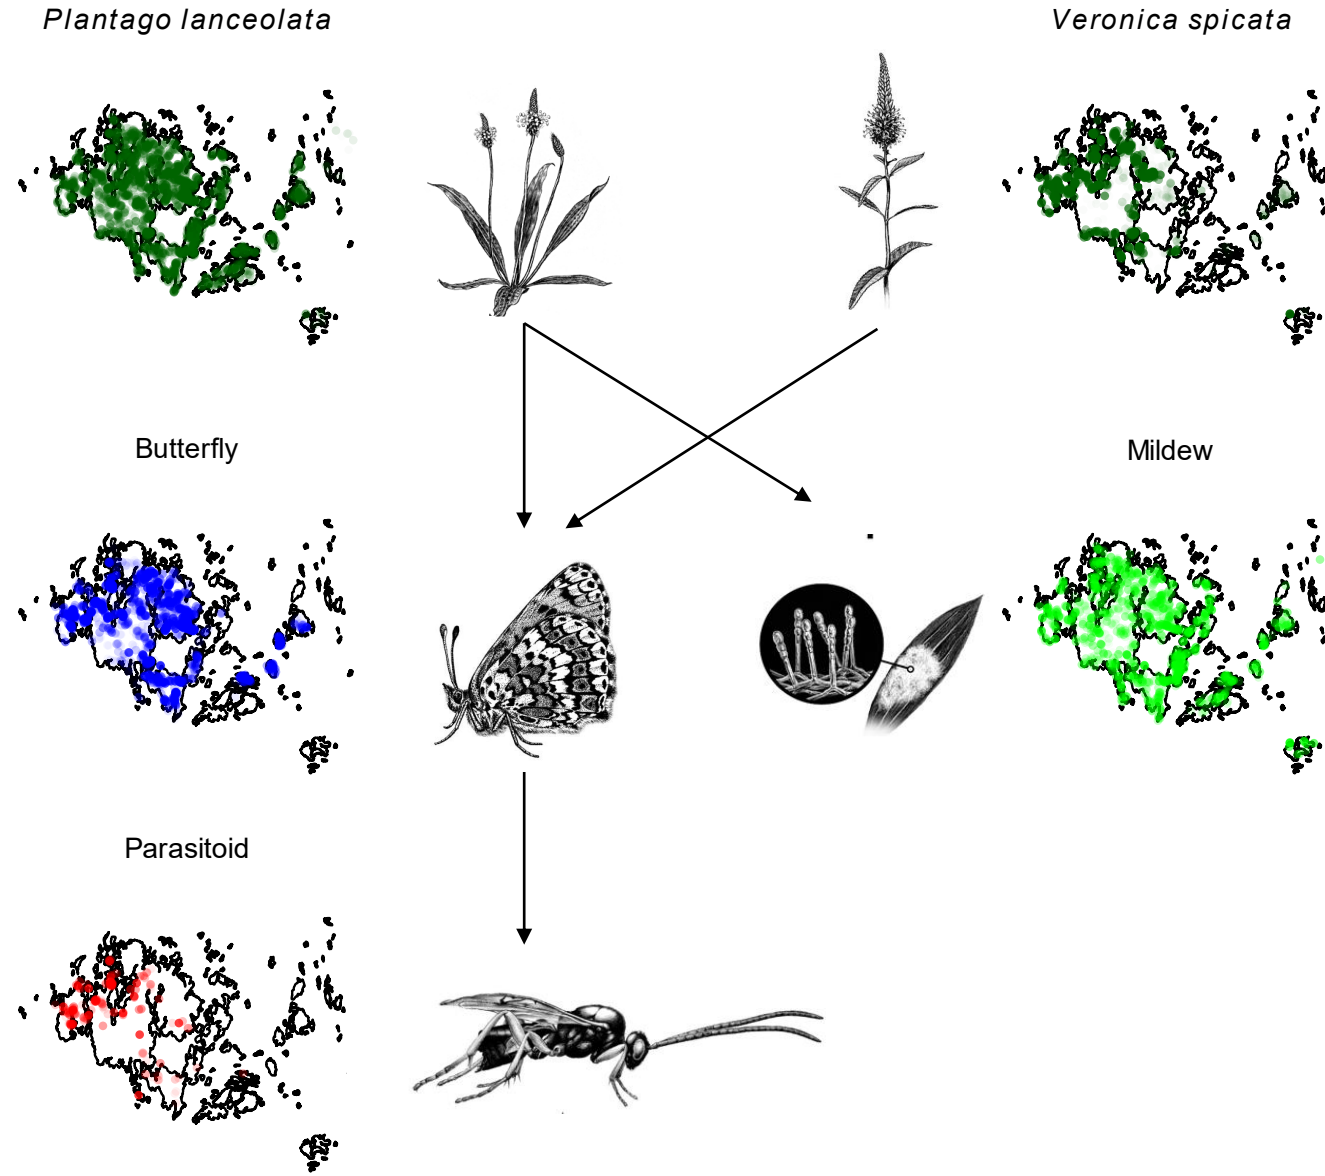 Plantago lanceolata
Veronica spicata
Butterfly
Mildew
Parasitoid